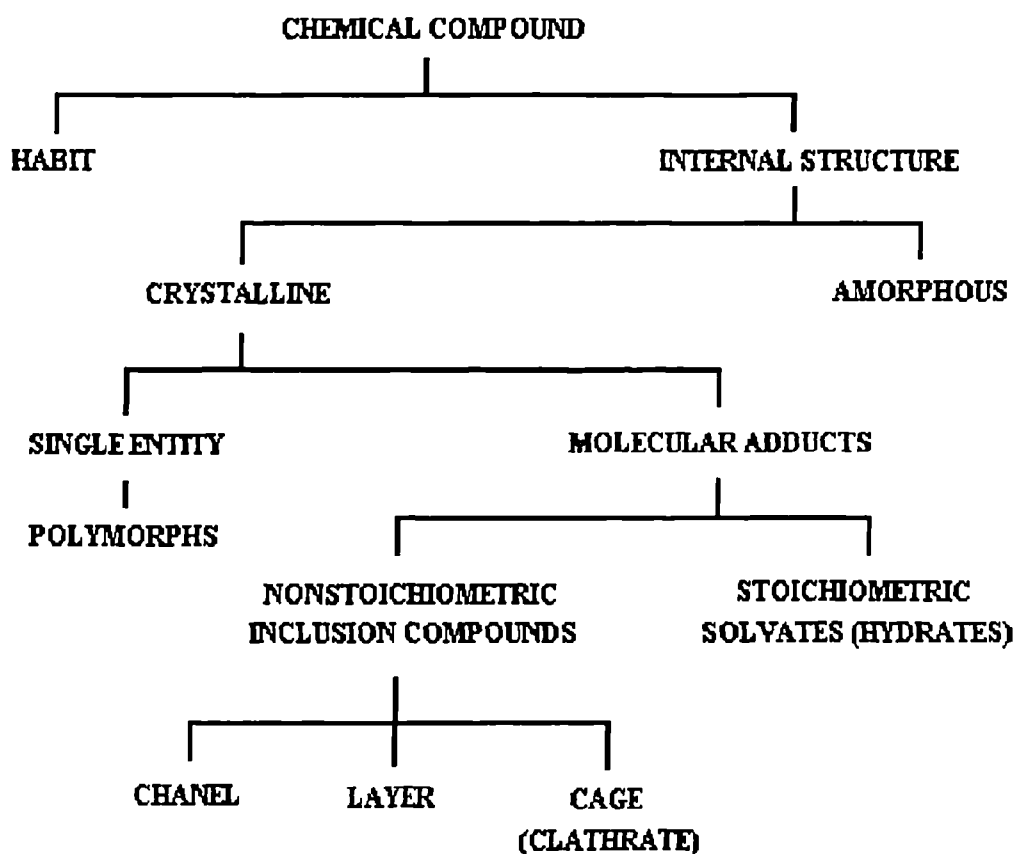 CHEMICAL COMPOUND
HABIT
INTERNAL STRUCTURE
CRYSTALLINE
AMORPHOUS
SINGLE ENTITY
MOLECULAR ADDUCTS
POLYMORPHS
NONSTOICHIOMETRIC
INCLUSION COMPOUNDS
STOICHIOMETRIC
SOLVATES (HYDRATES)
CHANEL
LAYER
CAGE
(CLATHRATE)